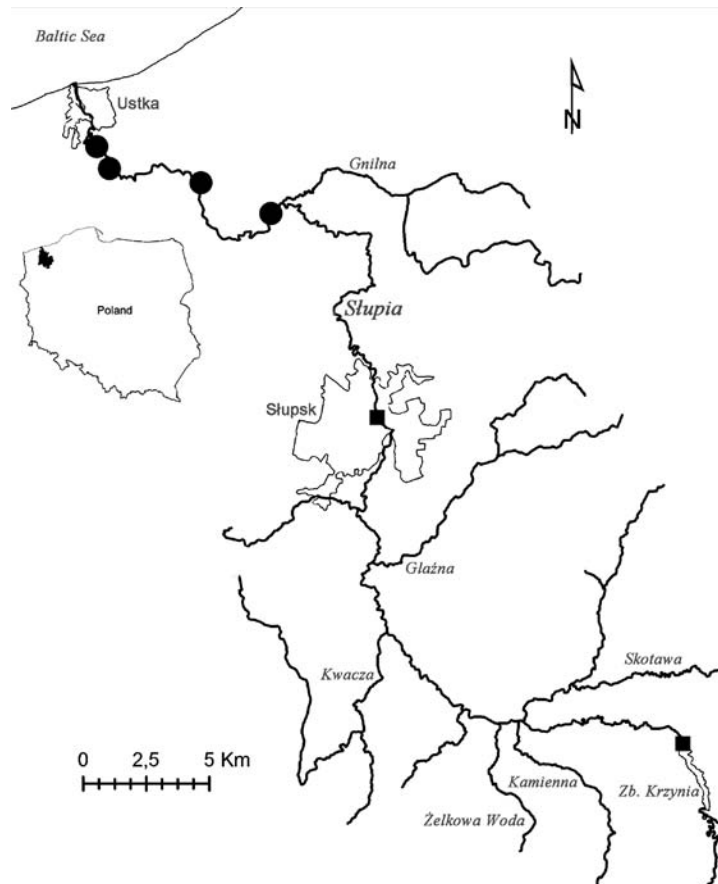 Baltic Sea
Ustka
N
Gnilna
Poland
Słupia
Słupsk
Głaźna
Skotawa
Kwacza
0 2,5 5 Km
Kamienna
Zb. Krzynia
Żelkowa Woda